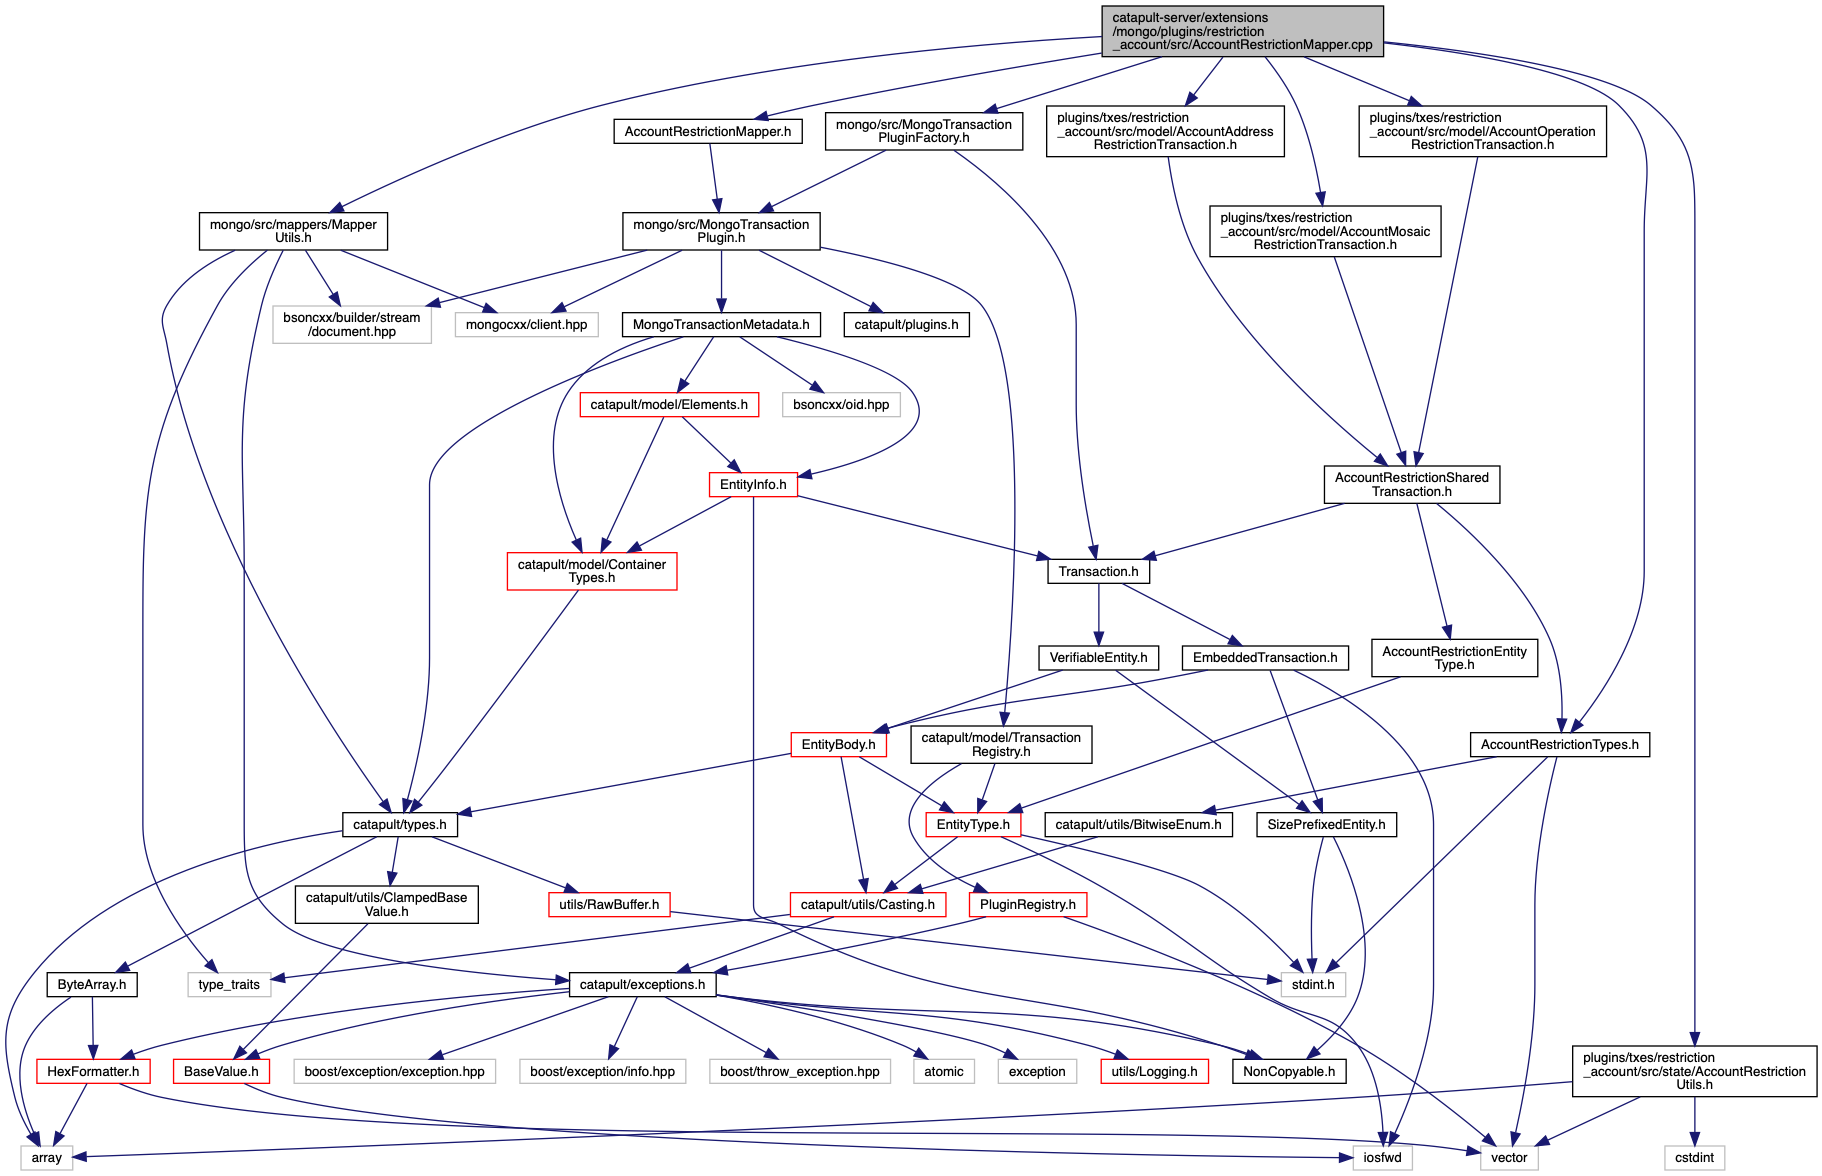 catapult-server/extensions
/mongo/plugins/restriction
_account/src/AccountRestrictionMapper.cpp
AccountRestrictionMapper.h
mongo/src/MongoTransaction
PluginFactory.h
plugins/txes/restriction
_account/src/model/AccountAddress
RestrictionTransaction.h
plugins/txes/restriction
_account/src/model/AccountOperation
RestrictionTransaction.h
mongo/src/mappers/Mapper
Utils.h
mongo/src/MongoTransaction
Plugin.h
plugins/txes/restriction
_account/src/model/AccountMosaic
RestrictionTransaction.h
bsoncxx/builder/stream
/document.hpp
mongocxx/client.hpp
MongoTransactionMetadata.h
catapult/plugins.h
catapult/model/Elements.h
bsoncxx/oid.hpp
EntityInfo.h
AccountRestrictionShared
Transaction.h
catapult/model/Container
Types.h
Transaction.h
VerifiableEntity.h
EmbeddedTransaction.h
AccountRestrictionEntity
Type.h
EntityBody.h
catapult/model/Transaction
Registry.h
AccountRestrictionTypes.h
catapult/types.h
EntityType.h
catapult/utils/BitwiseEnum.h
SizePrefixedEntity.h
catapult/utils/ClampedBase
Value.h
utils/RawBuffer.h
catapult/utils/Casting.h
PluginRegistry.h
ByteArray.h
type_traits
catapult/exceptions.h
stdint.h
HexFormatter.h
BaseValue.h
boost/exception/exception.hpp
boost/exception/info.hpp
boost/throw_exception.hpp
atomic
exception
utils/Logging.h
NonCopyable.h
plugins/txes/restriction
_account/src/state/AccountRestriction
Utils.h
array
iosfwd
vector
cstdint